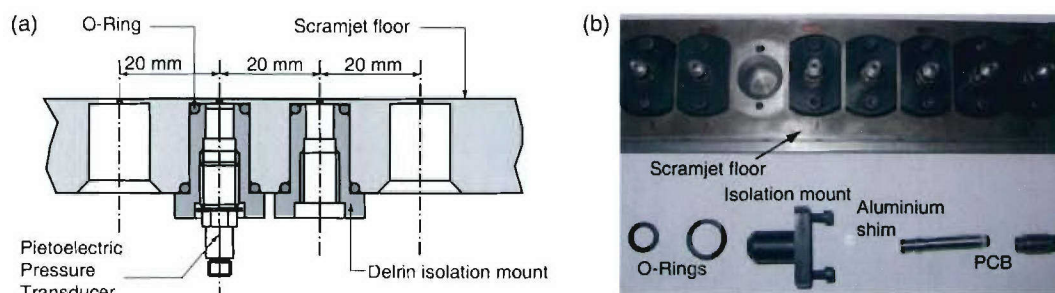 (a)
O-Ring
Scramjet floor
20 mm
20 mm
20 mm
Pietoelectric
Pressure
Transducer
Delrin isolation mount
(b)
Scramjet floor
Isolation mount
Aluminium
shim
O-Rings
PCB